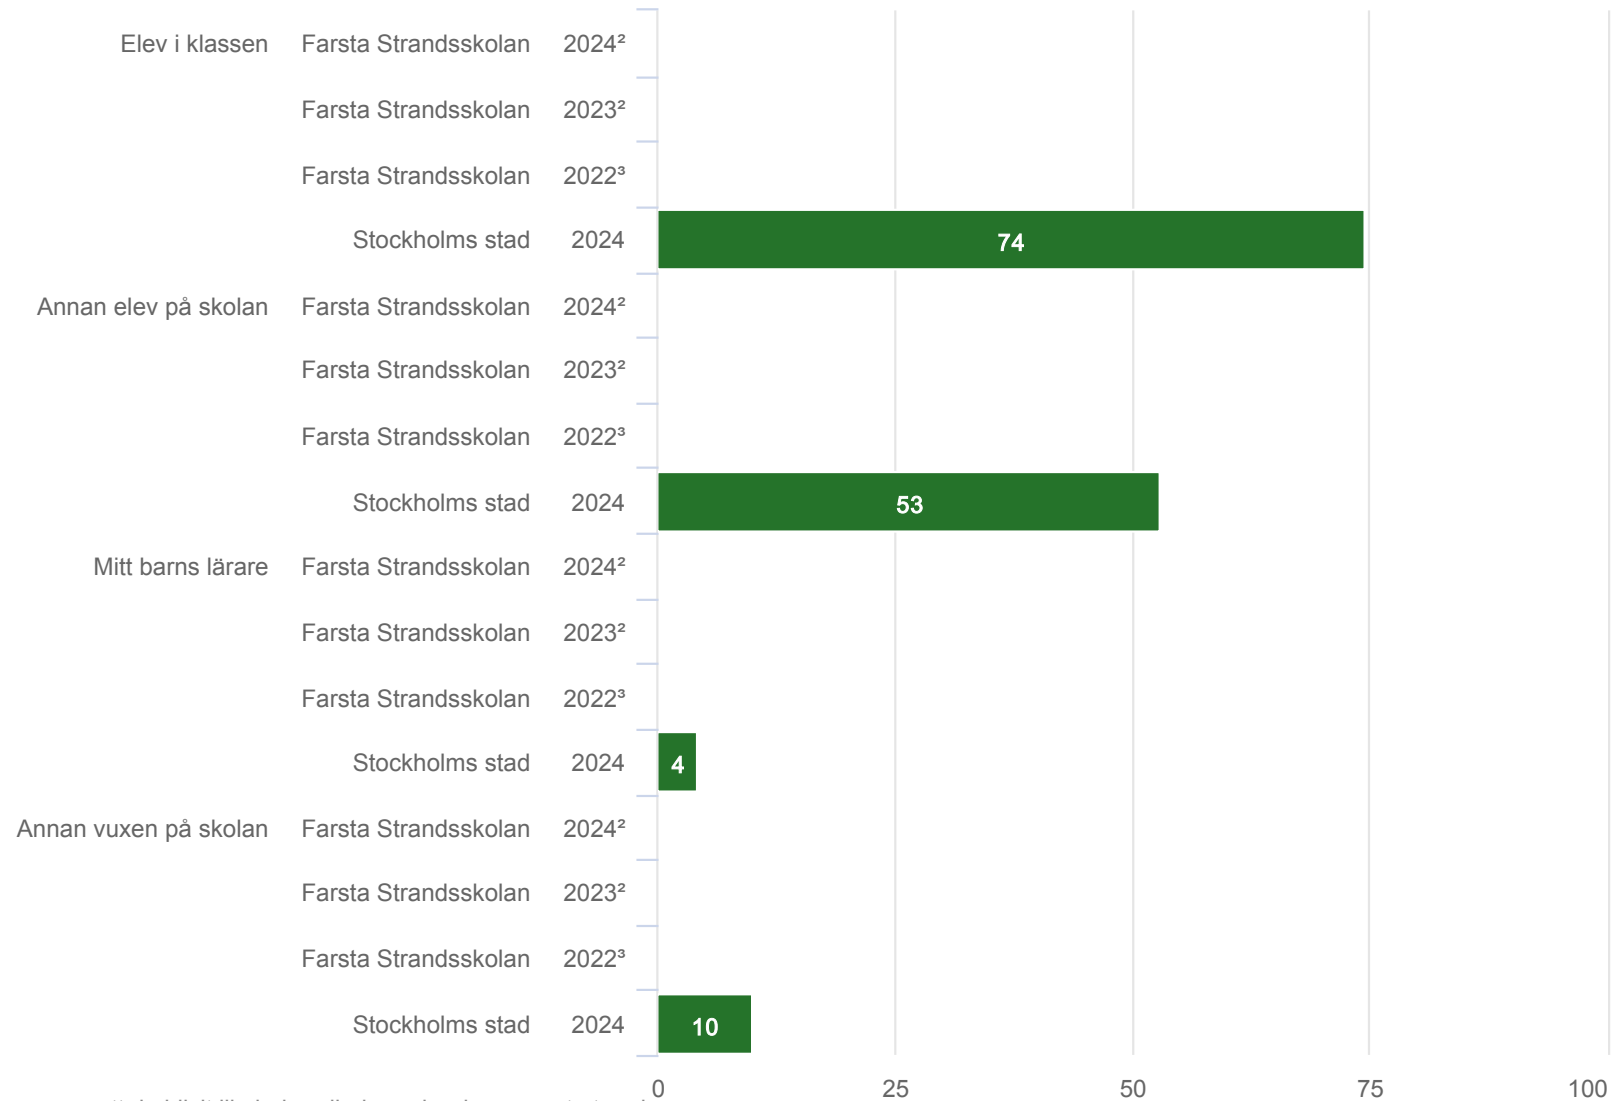 Elev i klassen Farsta Strandsskolan 2024²
Farsta Strandsskolan 2023²
Farsta Strandsskolan 2022³
Stockholms stad 2024 74
Annan elev på skolan Farsta Strandsskolan 2024²
Farsta Strandsskolan 2023²
Farsta Strandsskolan 2022³
Stockholms stad 2024 53
Mitt barns lärare Farsta Strandsskolan 2024²
Farsta Strandsskolan 2023²
Farsta Strandsskolan 2022³
Stockholms stad 2024 4
Annan vuxen på skolan Farsta Strandsskolan 2024²
Farsta Strandsskolan 2023²
Farsta Strandsskolan 2022³
Stockholms stad 2024 10
0 25 50 75 100